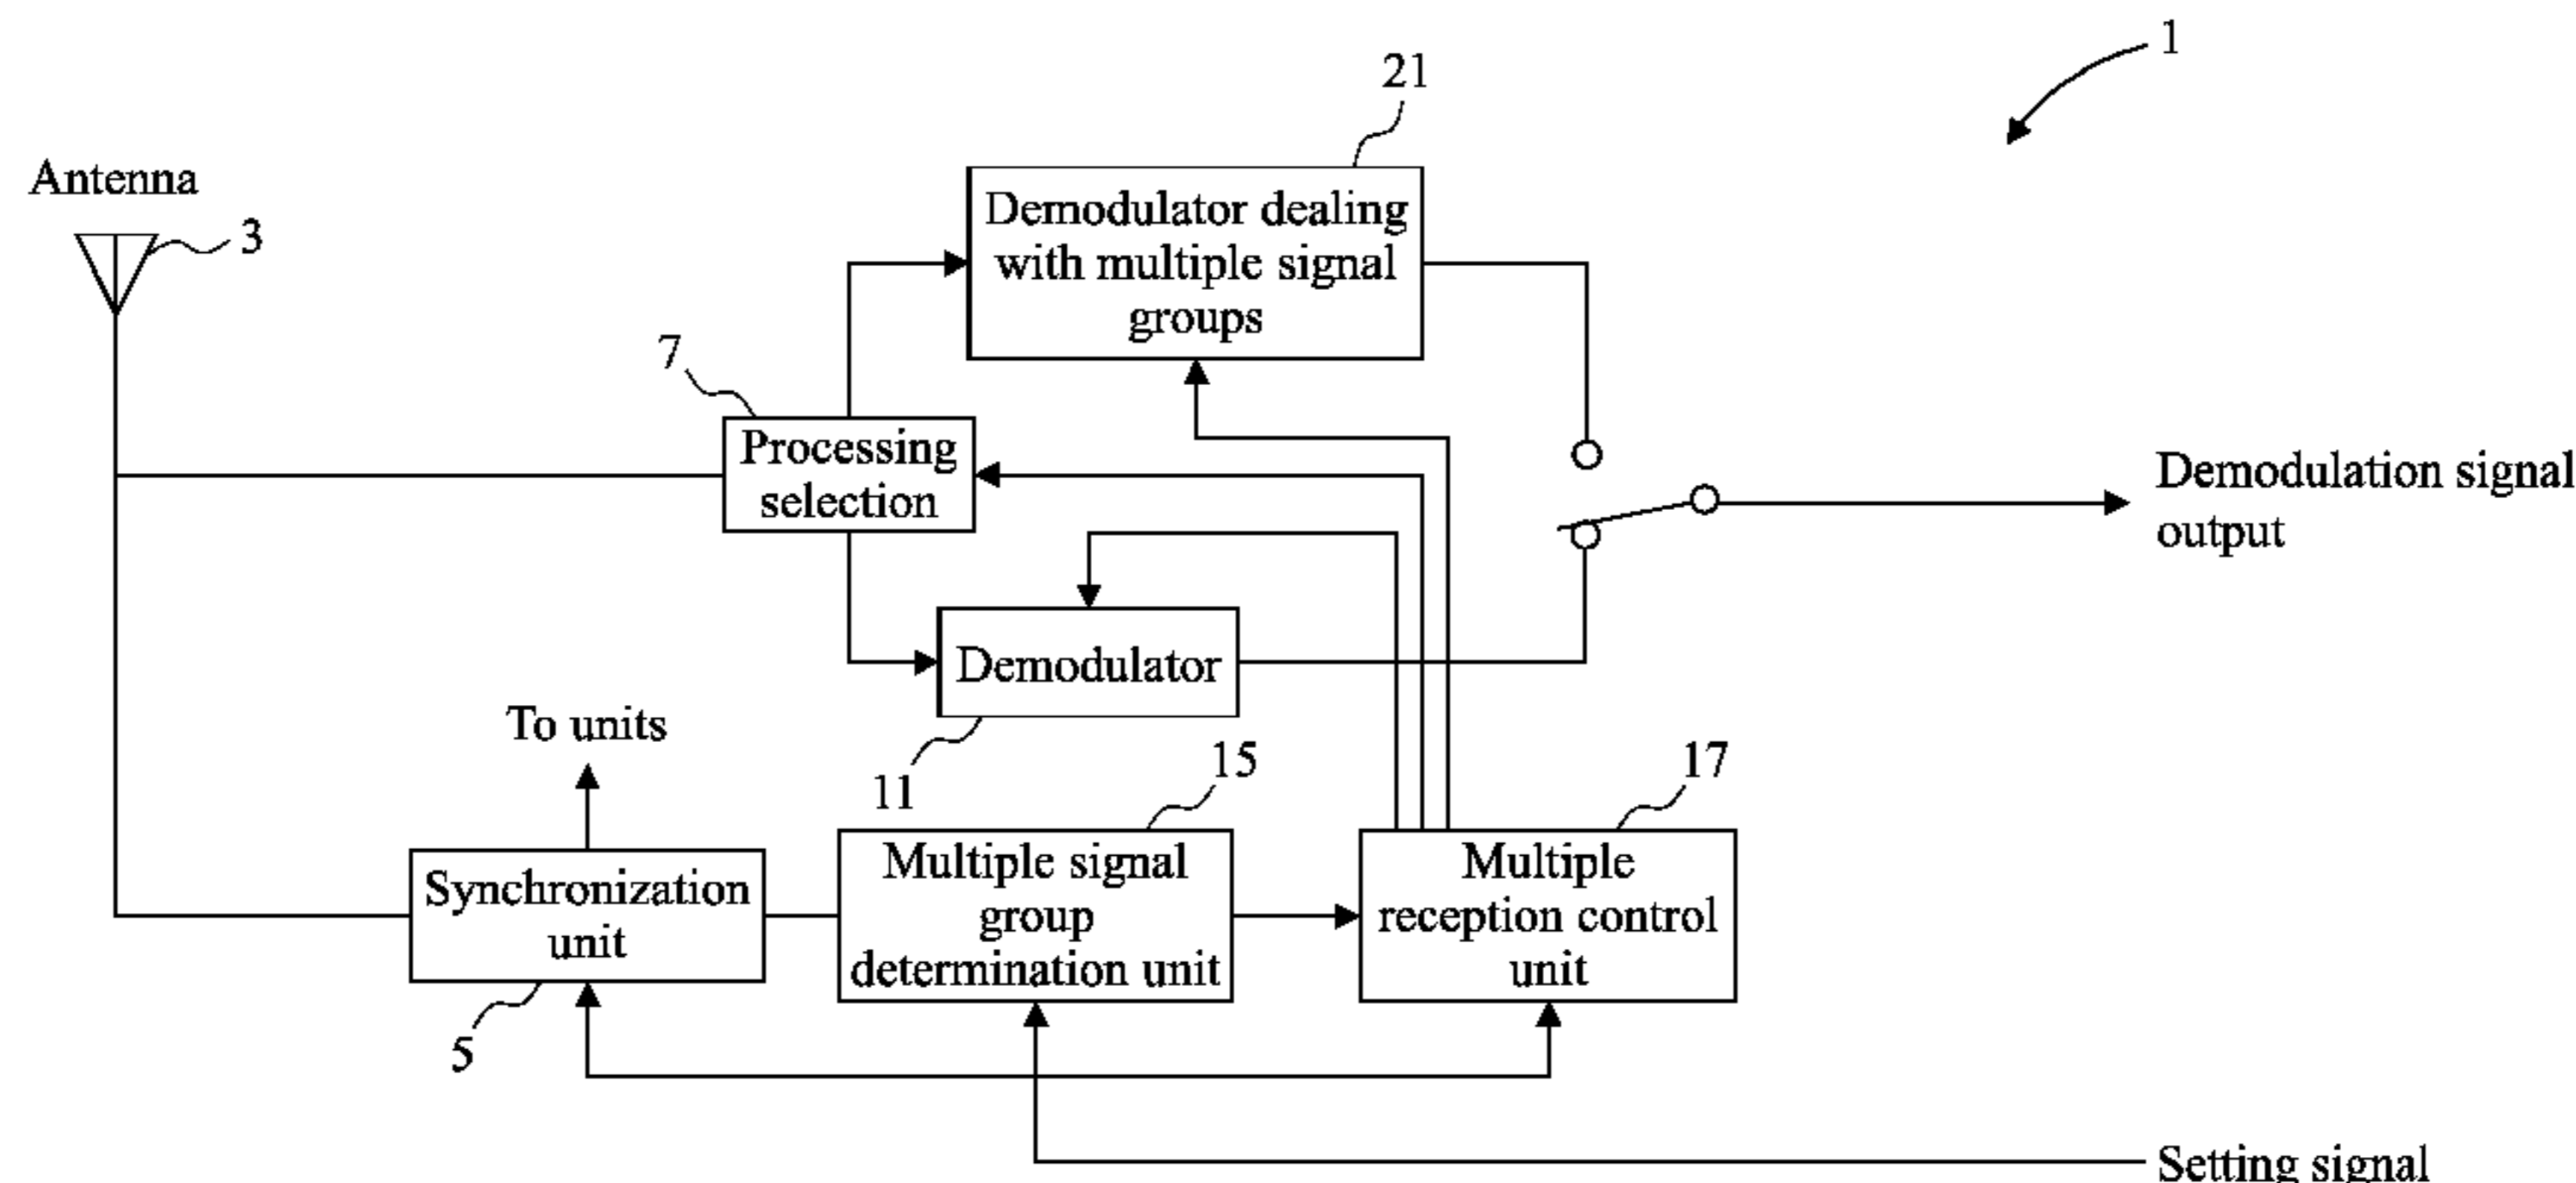 1
21
Antenna
3
Demodulator dealing
with multiple signal
groups
7
Processing
selection
Demodulation signal
output
Demodulator
11
To units
15
17
Synchronization
unit
5
Multiple signal
group
determination unit
Multiple
reception control
unit
Setting signal